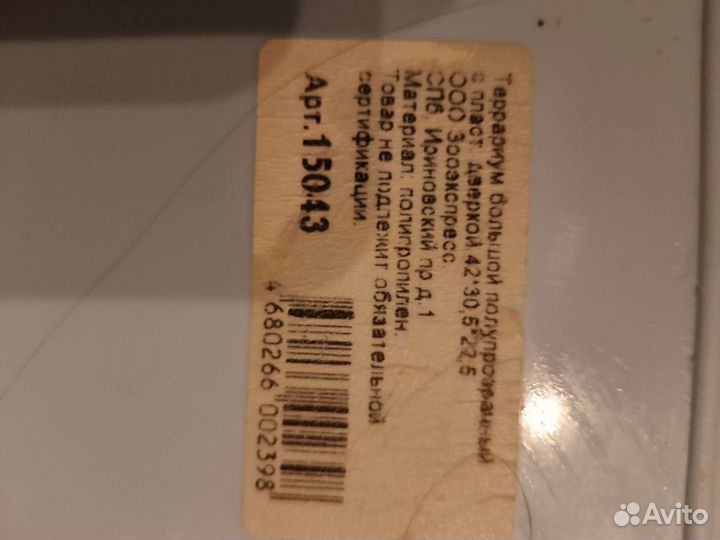 Террариум большой полупрозрачный
с пласт. дверкой 42*30,5*22,5
ООО Зооэкспресс
СПб. Ириновский пр д. 1
Материал: полипропилен.
Товар не подлежит обязательной
сертификации.
Арт.15043
4 680266 002398
Avito